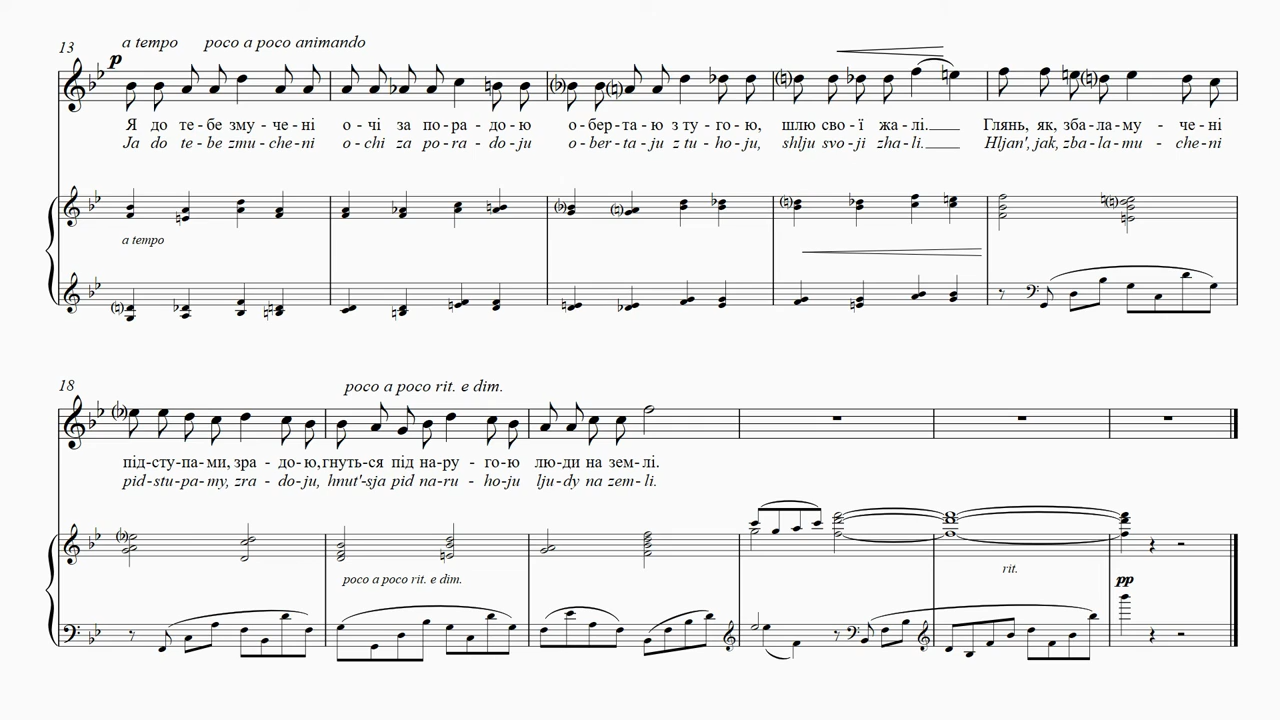 13 a tempo poco a poco animando
p
Я до те-бе зму-че-ні о-чі за по-ра-до-ю о-бер-та-ю з ту-го-ю, шлю сво-ї жа-лі. Глянь, як, зба-ла-му-че-ні
Ja do te-be zmu-che-ni o-chi za po-ra-do-ju o-ber-ta-ju z tu-ho-ju, shlju svo-ji zha-li. Hljan', jak, zba-la-mu-che-ni
a tempo
18 poco a poco rit. e dim.
під-сту-па-ми, зра-до-ю, гнуть-ся під на-ру-го-ю лю-ди на зем-лі.
pid-stu-pa-my, zra-do-ju, hnut'-sja pid na-ru-ho-ju lju-dy na zem-li.
poco a poco rit. e dim. rit. pp